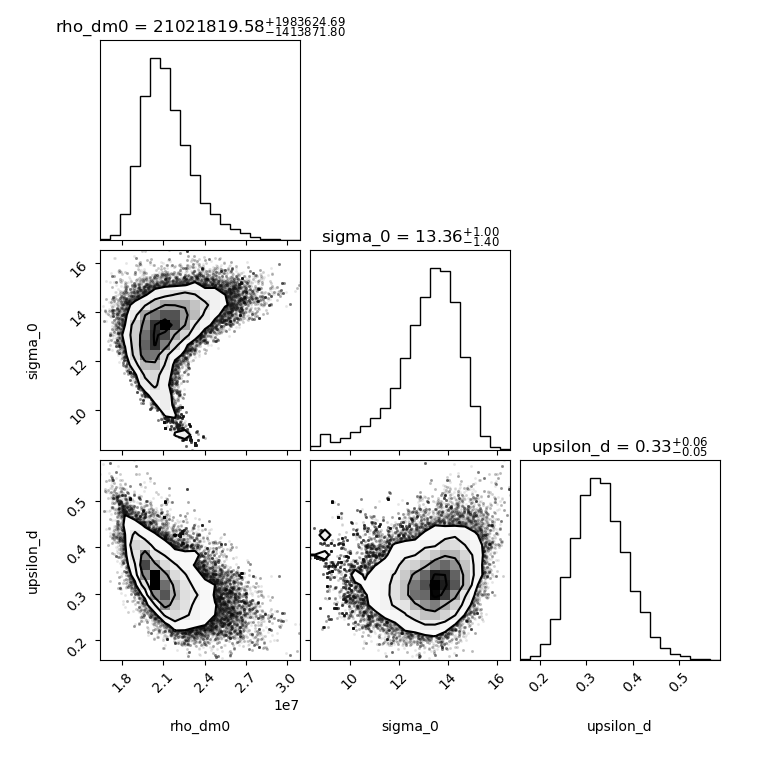 rho_dm0 = 21021819.58+1983624.69
−1413871.80
sigma_0 = 13.36+1.00
−1.40
16
14
12
10
sigma_0
upsilon_d = 0.33+0.06
−0.05
0.5
0.4
0.3
0.2
upsilon_d
1.8 2.1 2.4 2.7 3.0
1e7
rho_dm0
10 12 14 16
sigma_0
0.2 0.3 0.4 0.5
upsilon_d